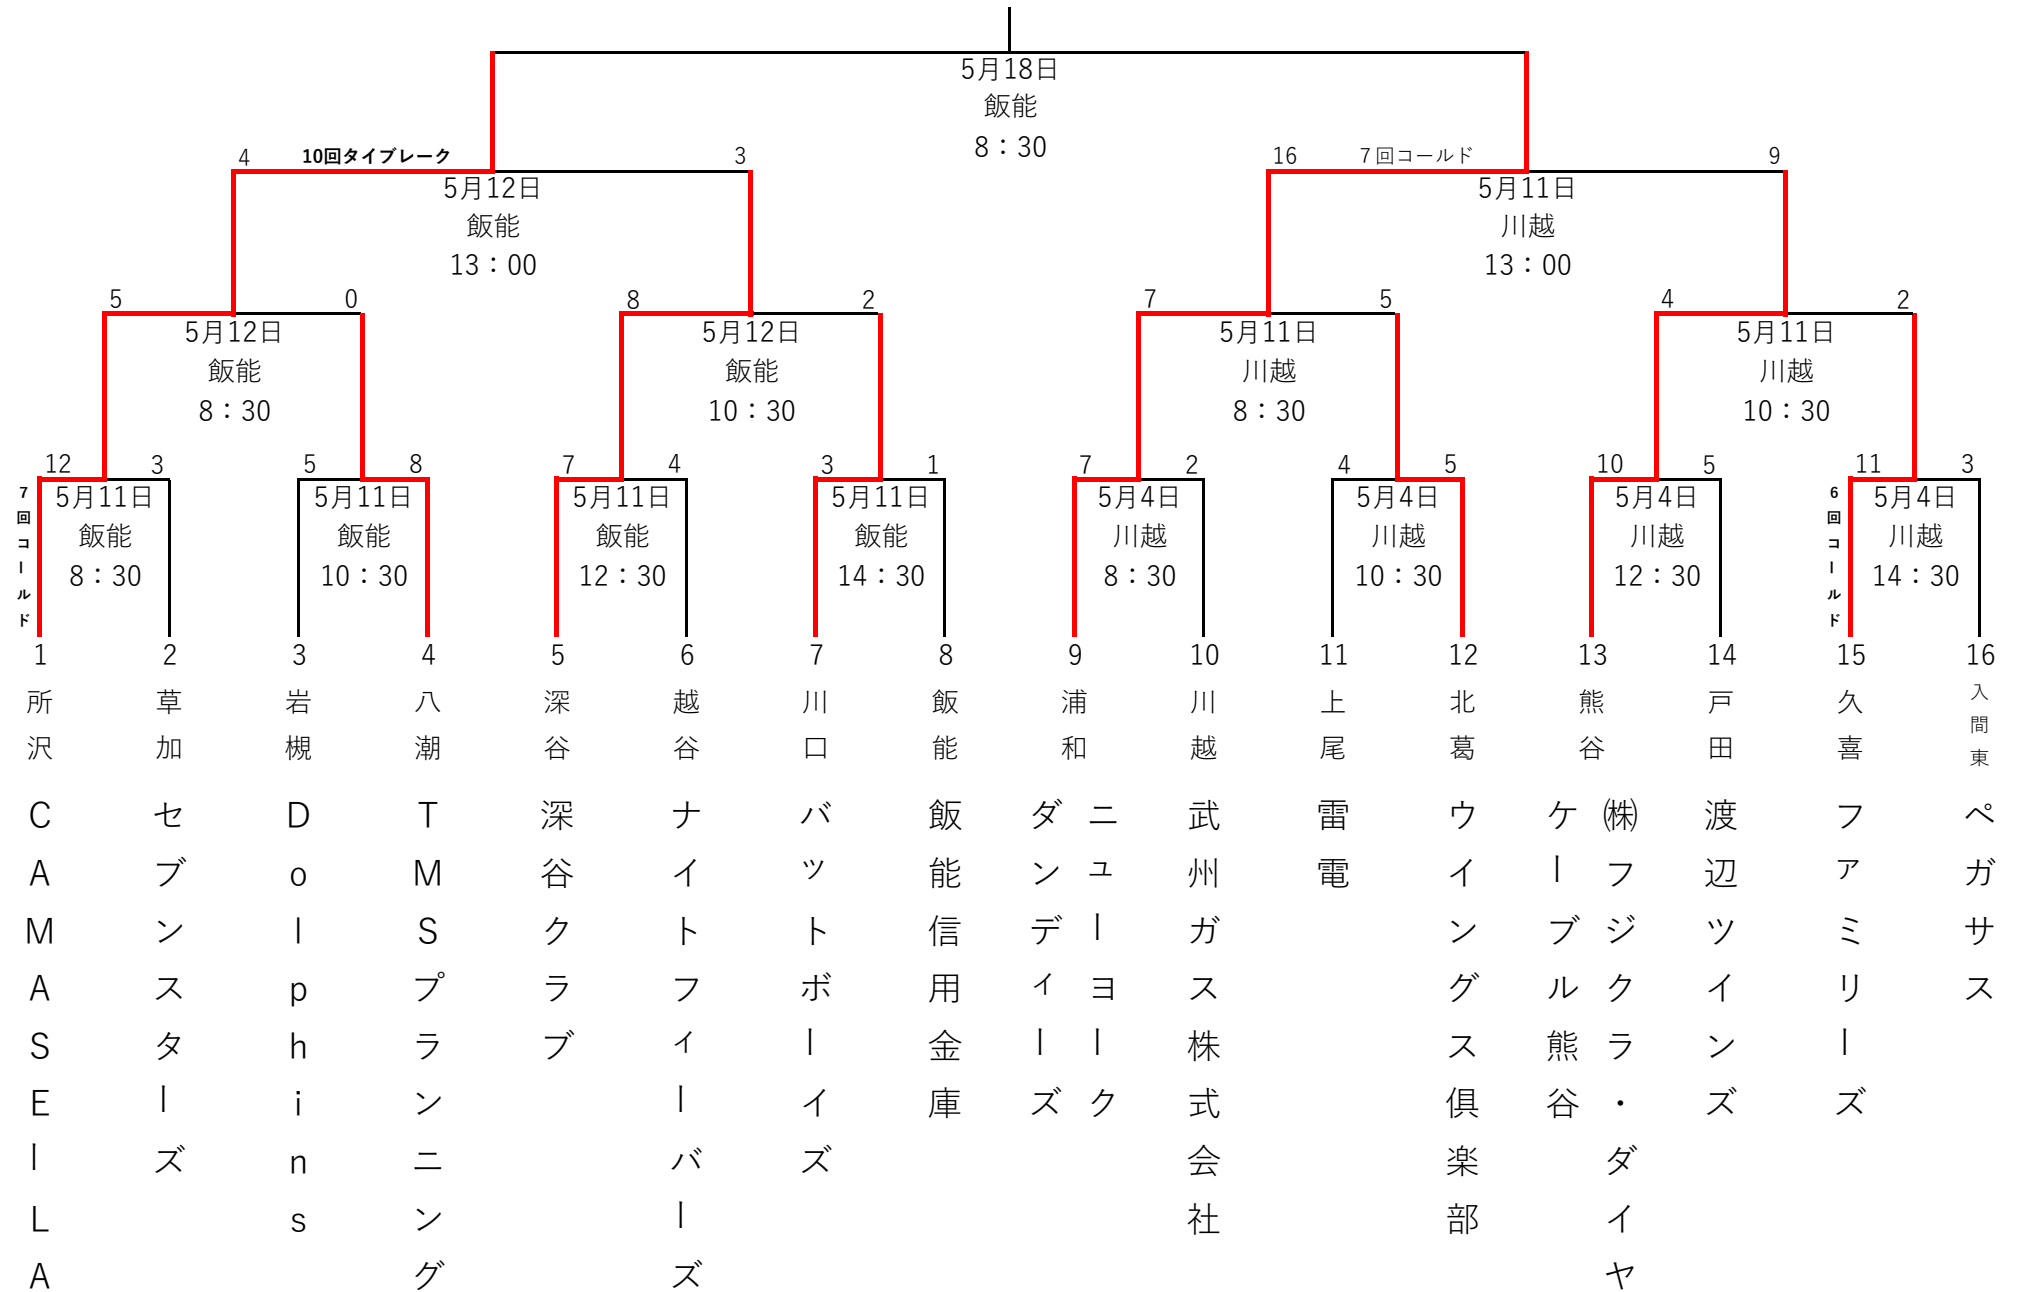 5月18日
飯能
8：30
4
10回タイブレーク
3
16
７回コールド
9
5月12日
飯能
13：00
5月11日
川越
13：00
5
0
8
2
7
5
4
2
5月12日
飯能
8：30
5月12日
飯能
10：30
5月11日
川越
8：30
5月11日
川越
10：30
12
3
5
8
7
4
3
1
7
2
4
5
10
5
11
3
7回コールド
5月11日
飯能
8：30
5月11日
飯能
10：30
5月11日
飯能
12：30
5月11日
飯能
14：30
5月4日
川越
8：30
5月4日
川越
10：30
5月4日
川越
12：30
6回コールド
5月4日
川越
14：30
1
所沢
CAMASEILA
2
草加
セブンスターズ
3
岩槻
Dolphins
4
八潮
TMSプランニング
5
深谷
深谷クラブ
6
越谷
ナイトフィーバーズ
7
川口
バットボーイズ
8
飯能
飯能信用金庫
9
浦和
ニューヨーク
ダンディーズ
10
川越
武州ガス株式会社
11
上尾
雷電
12
北葛
ウイングス倶楽部
13
熊谷
㈱フジクラ・ダイヤ
ケーブル熊谷
14
戸田
渡辺ツインズ
15
久喜
ファミリーズ
16
入間東
ペガサス